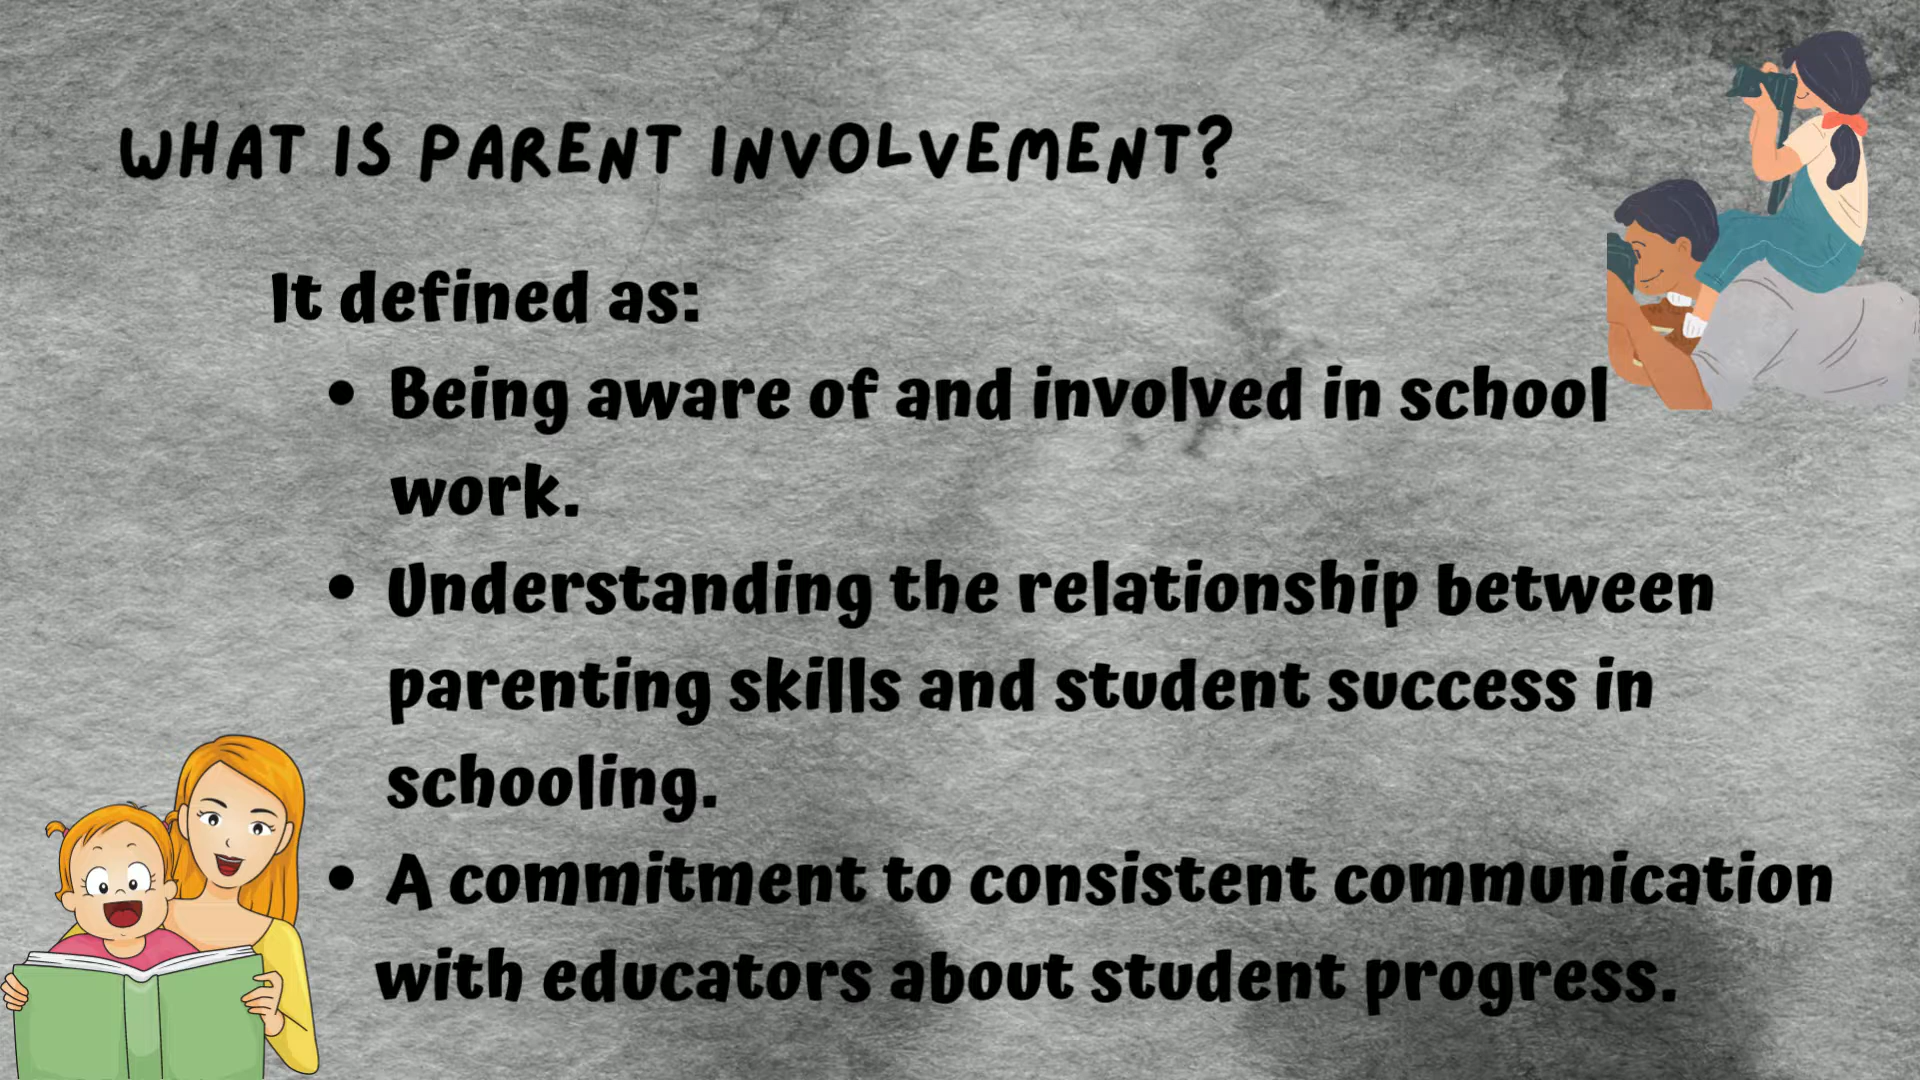 WHAT IS PARENT INVOLVEMENT?
It defined as:
• Being aware of and involved in school
work.
• Understanding the relationship between
parenting skills and student success in
schooling.
• A commitment to consistent communication
with educators about student progress.